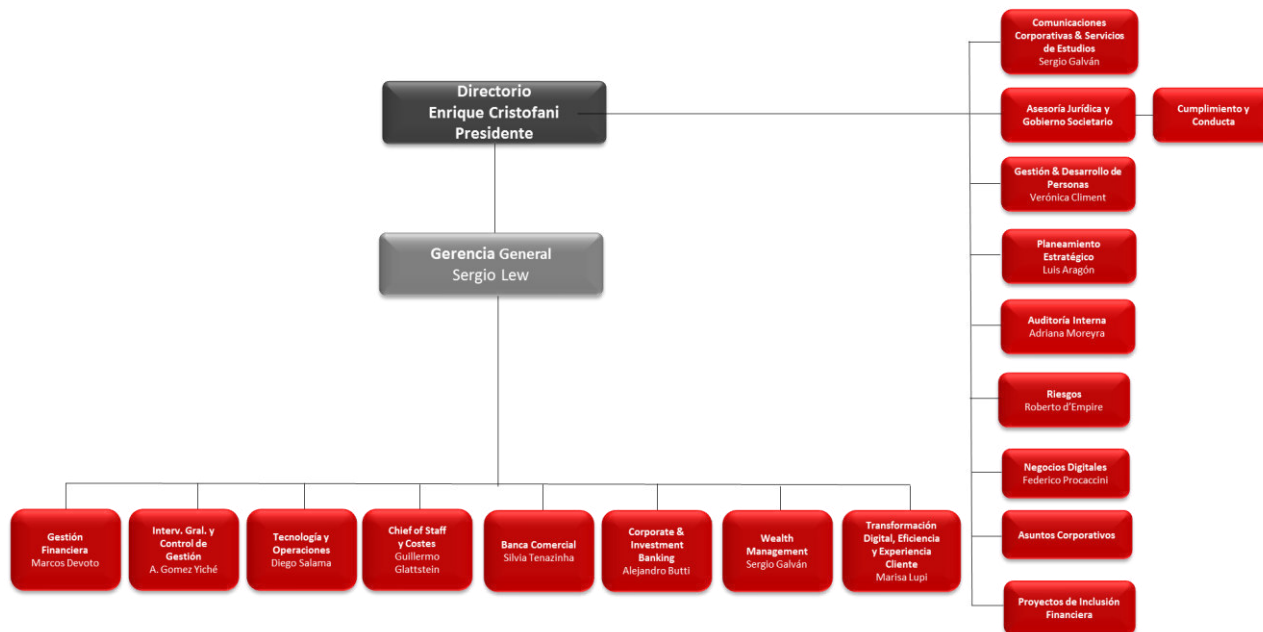 Directorio
Enrique Cristofani
Presidente
Gerencia General
Sergio Lew
Comunicaciones
Corporativas & Servicios
de Estudios
Sergio Galván
Asesoría Jurídica y
Gobierno Societario
Cumplimiento y
Conducta
Gestión & Desarrollo de
Personas
Verónica Climent
Planeamiento
Estratégico
Luis Aragón
Auditoría Interna
Adriana Moreyra
Riesgos
Roberto d'Empire
Negocios Digitales
Federico Procaccini
Asuntos Corporativos
Proyectos de Inclusión
Financiera
Gestión
Financiera
Marcos Devoto
Interv. Gral. y
Control de
Gestión
A. Gomez Yiché
Tecnología y
Operaciones
Diego Salama
Chief of Staff
y Costes
Guillermo
Glattstein
Banca Comercial
Silvia Tenazinha
Corporate &
Investment
Banking
Alejandro Butti
Wealth
Management
Sergio Galván
Transformación
Digital, Eficiencia
y Experiencia
Cliente
Marisa Lupi